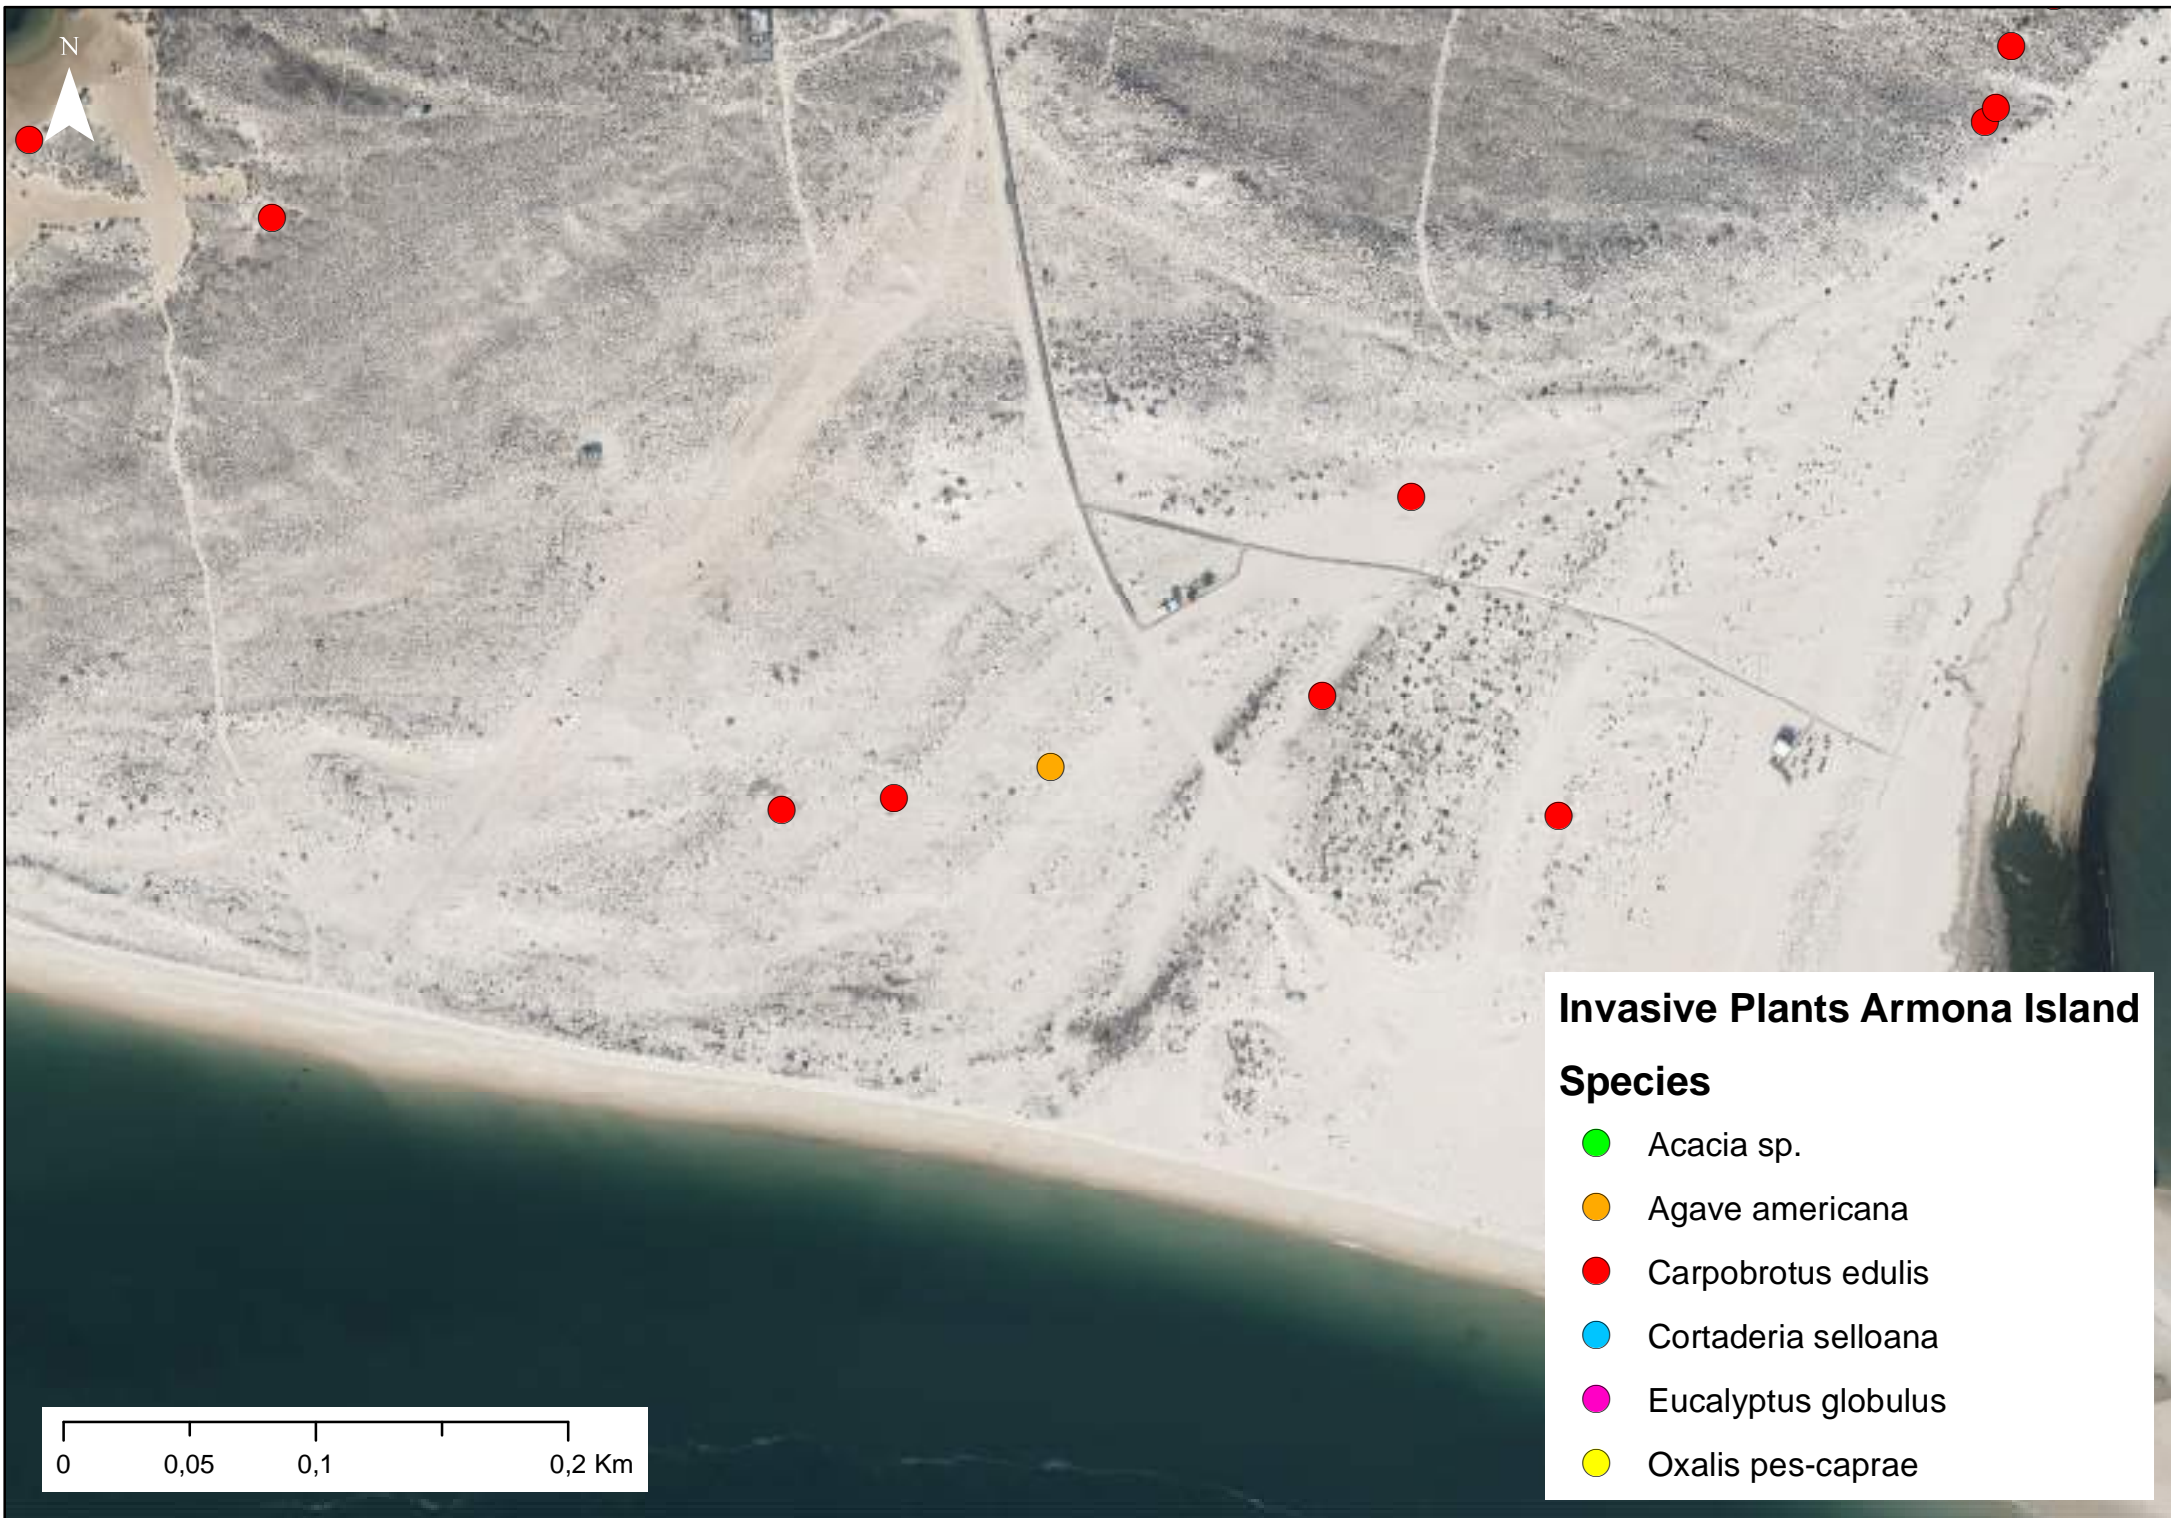 N
Invasive Plants Armona Island
Species
Acacia sp.
Agave americana
Carpobrotus edulis
Cortaderia selloana
Eucalyptus globulus
Oxalis pes-caprae
0 0,05 0,1 0,2 Km